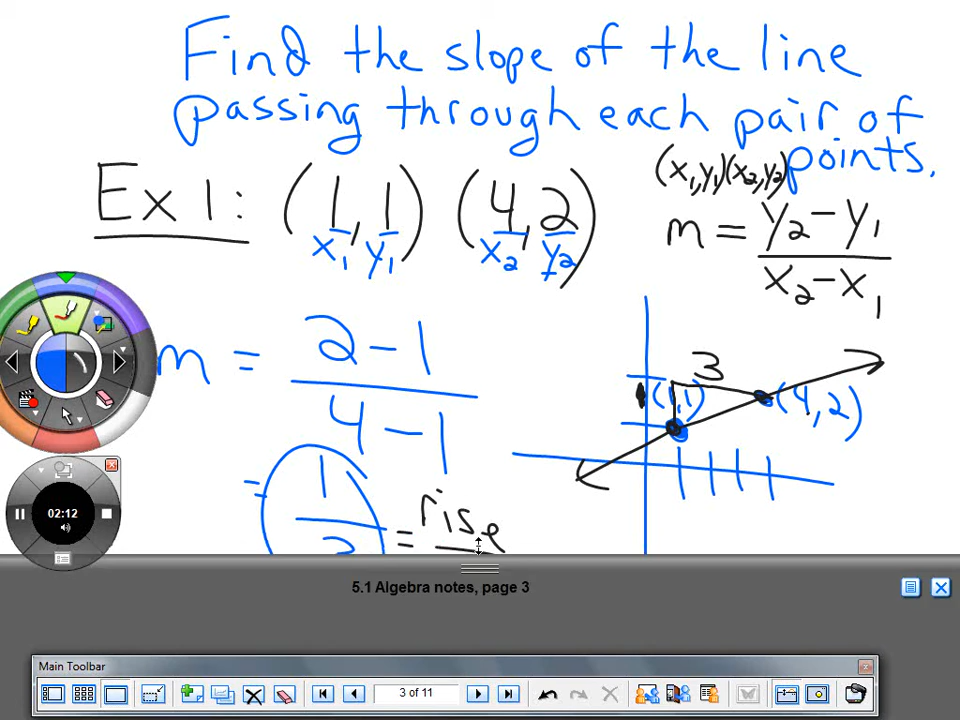 Find the slope of the line
passing through each pair of
points.
(x₁,y₁)(x₂,y₂)
Ex 1: (1,1) (4,2)
x₁ y₁ x₂ y₂
m = y₂-y₁
x₂-x₁
m = 2-1
4-1
3
(1,1)
(4,2)
= 1
= rise
02:12
5.1 Algebra notes, page 3
Main Toolbar
3 of 11